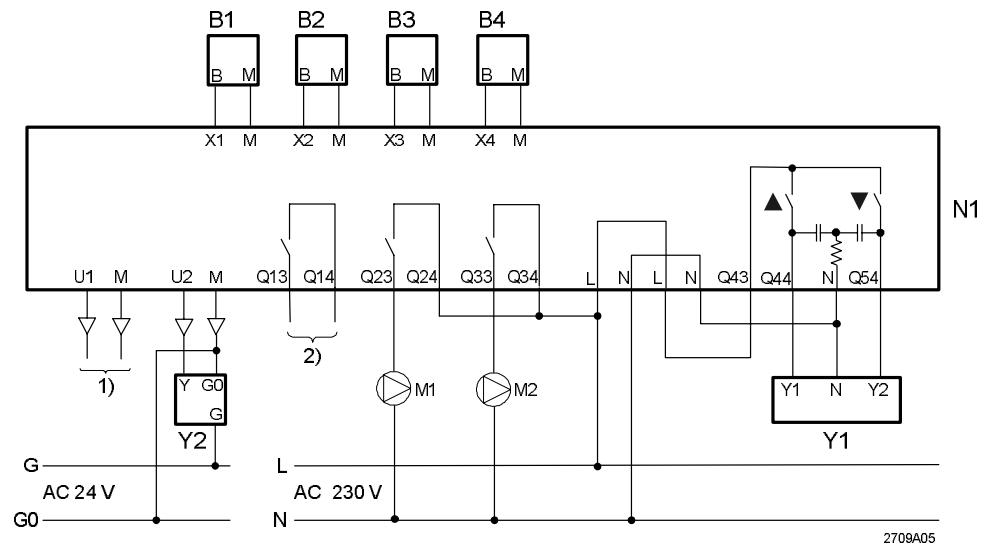 B1 B2 B3 B4
B M B M B M B M
X1 M X2 M X3 M X4 M
N1
U1 M U2 M Q13 Q14 Q23 Q24 Q33 Q34 L N L N Q43 Q44 N Q54
1) 2)
Y G0
G
Y2
M1 M2
Y1 N Y2
Y1
G L
AC 24 V AC 230 V
G0 N
2709A05